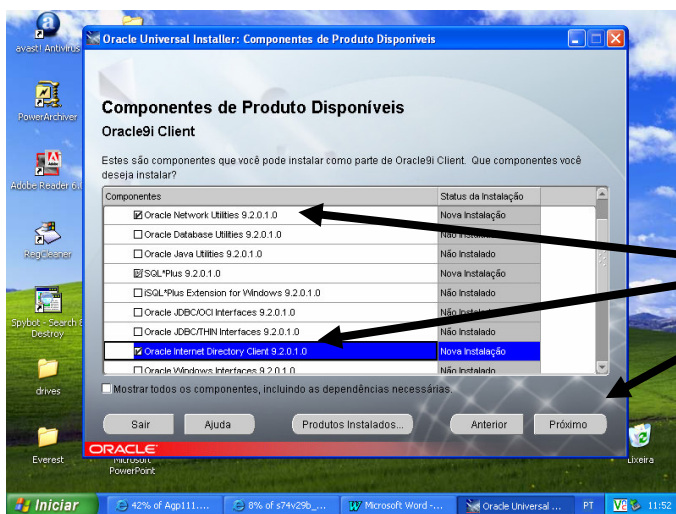 avast! Antivirus
PowerArchiver
Adobe Reader 6.0
RegCleaner
Spybot - Search &
Destroy
drives
Everest
Microsoft
PowerPoint
Lixeira
Oracle Universal Installer: Componentes de Produto Disponíveis
Componentes de Produto Disponíveis
Oracle9i Client
Estes são componentes que você pode instalar como parte de Oracle9i Client. Que componentes você
deseja instalar?
Componentes Status da Instalação
Oracle Network Utilities 9.2.0.1.0 Nova Instalação
Oracle Database Utilities 9.2.0.1.0 Não Instalado
Oracle Java Utilities 9.2.0.1.0 Não Instalado
SQL*Plus 9.2.0.1.0 Nova Instalação
iSQL*Plus Extension for Windows 9.2.0.1.0 Não Instalado
Oracle JDBC/OCI Interfaces 9.2.0.1.0 Não Instalado
Oracle JDBC/THIN Interfaces 9.2.0.1.0 Não Instalado
Oracle Internet Directory Client 9.2.0.1.0 Nova Instalação
Oracle Windows Interfaces 9.2.0.1.0 Não Instalado
Mostrar todos os componentes, incluindo as dependências necessárias.
Sair Ajuda Produtos Instalados... Anterior Próximo
ORACLE
Iniciar 42% of Agp111.... 8% of s74v29b_... Microsoft Word -... Oracle Universal ... PT 11:52